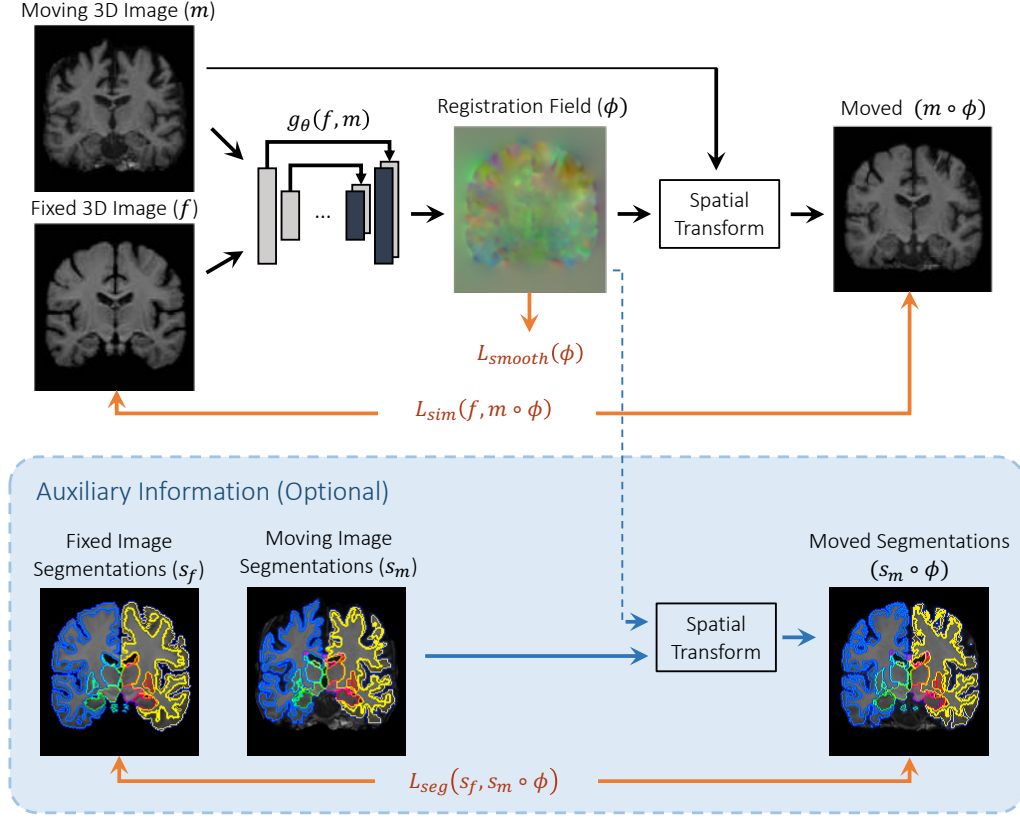 Moving 3D Image (m)
g_θ(f, m)
Registration Field (ϕ)
Moved (m ∘ ϕ)
Fixed 3D Image (f)
...
Spatial
Transform
L_smooth(ϕ)
L_sim(f, m ∘ ϕ)
Auxiliary Information (Optional)
Fixed Image
Segmentations (s_f)
Moving Image
Segmentations (s_m)
Moved Segmentations
(s_m ∘ ϕ)
Spatial
Transform
L_seg(s_f, s_m ∘ ϕ)